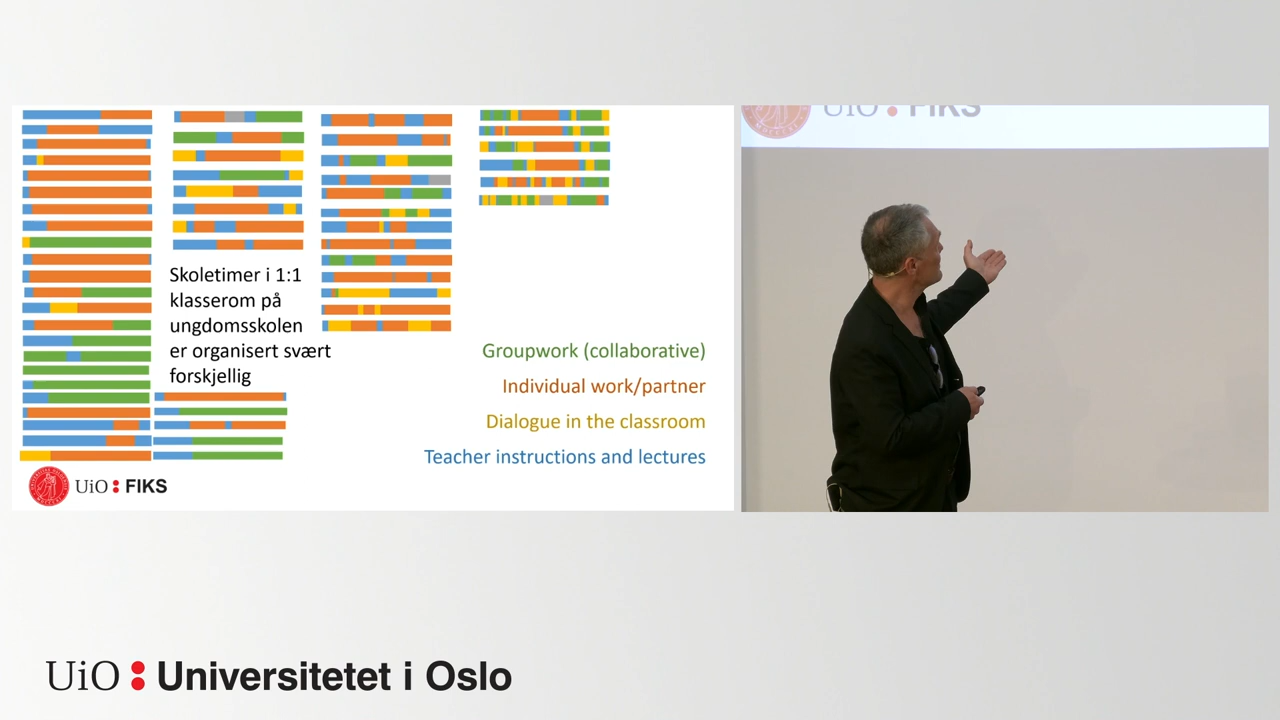 Skoletimer i 1:1
klasserom på
ungdomsskolen
er organisert svært
forskjellig
Groupwork (collaborative)
Individual work/partner
Dialogue in the classroom
Teacher instructions and lectures
UiO : FIKS
UiO : FIKS
UiO : Universitetet i Oslo